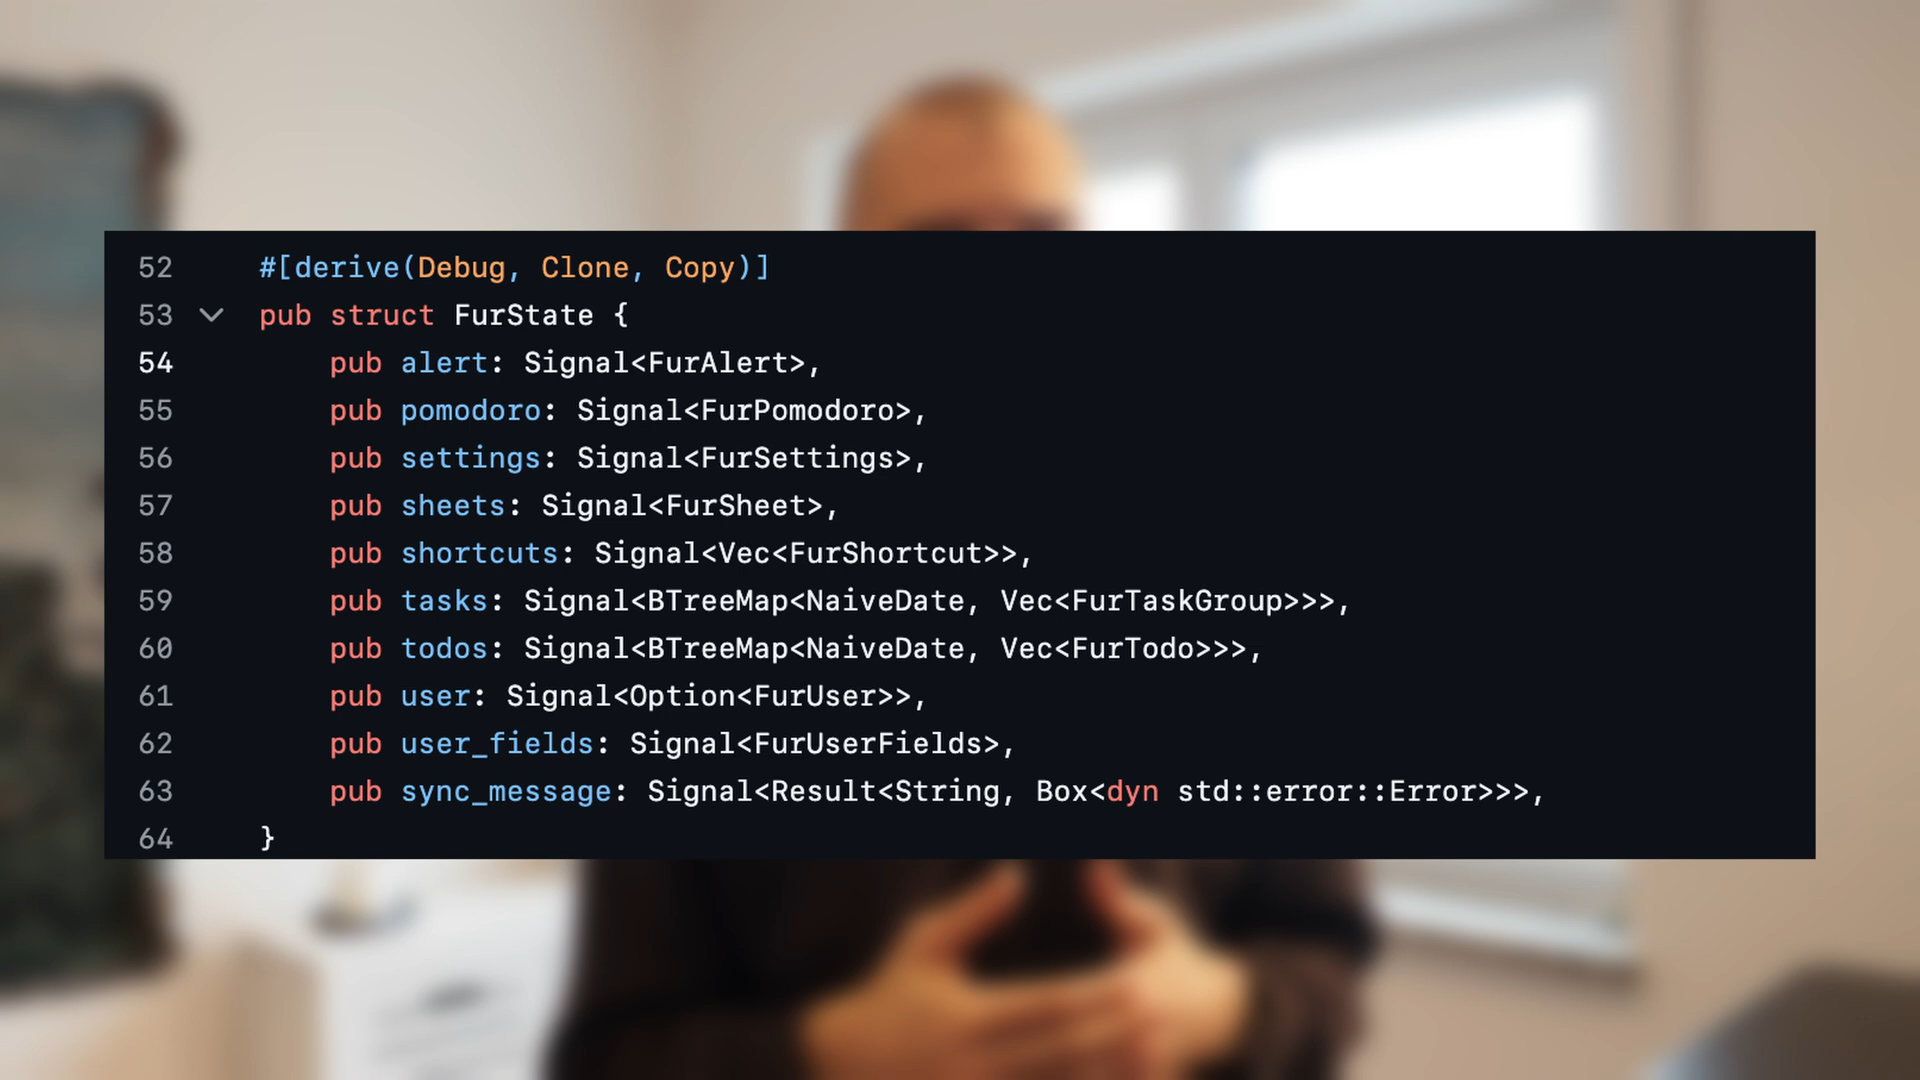 52 #[derive(Debug, Clone, Copy)]
53 pub struct FurState {
54 pub alert: Signal<FurAlert>,
55 pub pomodoro: Signal<FurPomodoro>,
56 pub settings: Signal<FurSettings>,
57 pub sheets: Signal<FurSheet>,
58 pub shortcuts: Signal<Vec<FurShortcut>>,
59 pub tasks: Signal<BTreeMap<NaiveDate, Vec<FurTaskGroup>>>,
60 pub todos: Signal<BTreeMap<NaiveDate, Vec<FurTodo>>>,
61 pub user: Signal<Option<FurUser>>,
62 pub user_fields: Signal<FurUserFields>,
63 pub sync_message: Signal<Result<String, Box<dyn std::error::Error>>>,
64 }